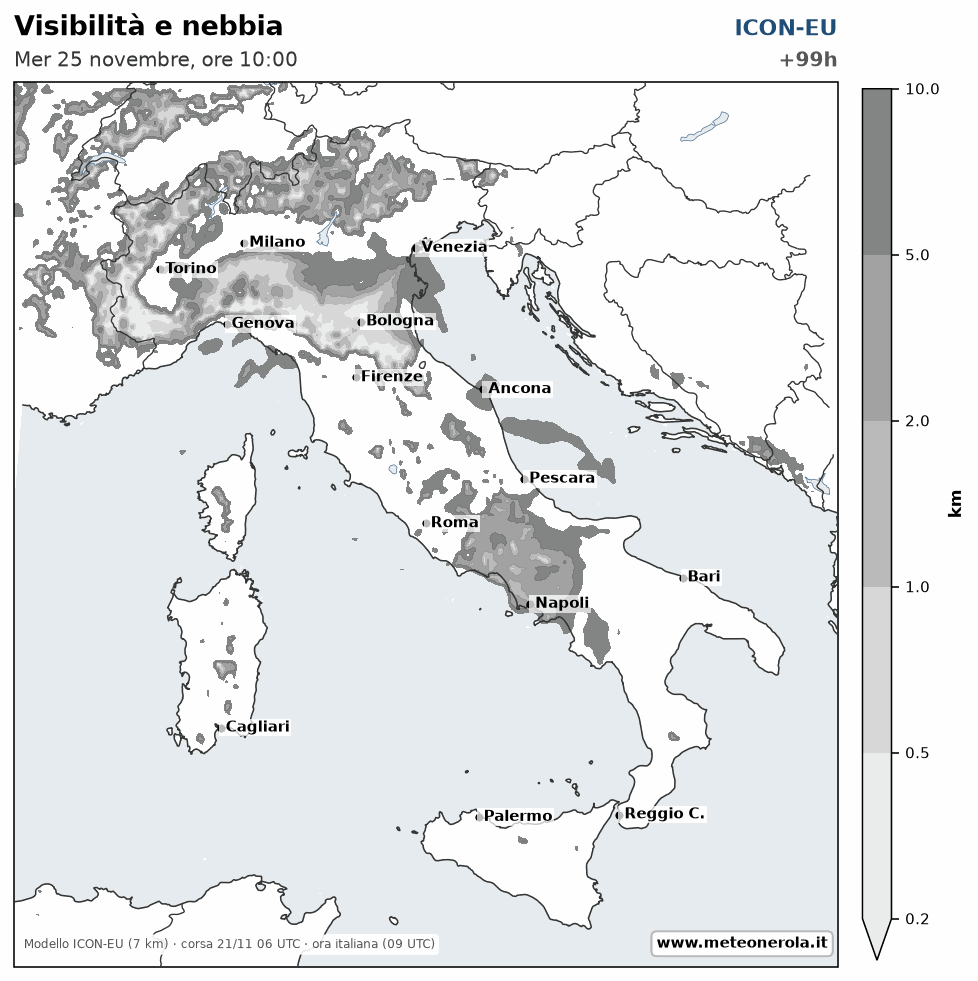 Visibilità e nebbia
ICON-EU
Mer 25 novembre, ore 10:00
+99h
10.0
5.0
2.0
1.0
0.5
0.2
km
Milano
Venezia
Torino
Genova
Bologna
Firenze
Ancona
Pescara
Roma
Bari
Napoli
Cagliari
Palermo
Reggio C.
Modello ICON-EU (7 km) · corsa 21/11 06 UTC · ora italiana (09 UTC)
www.meteonerola.it